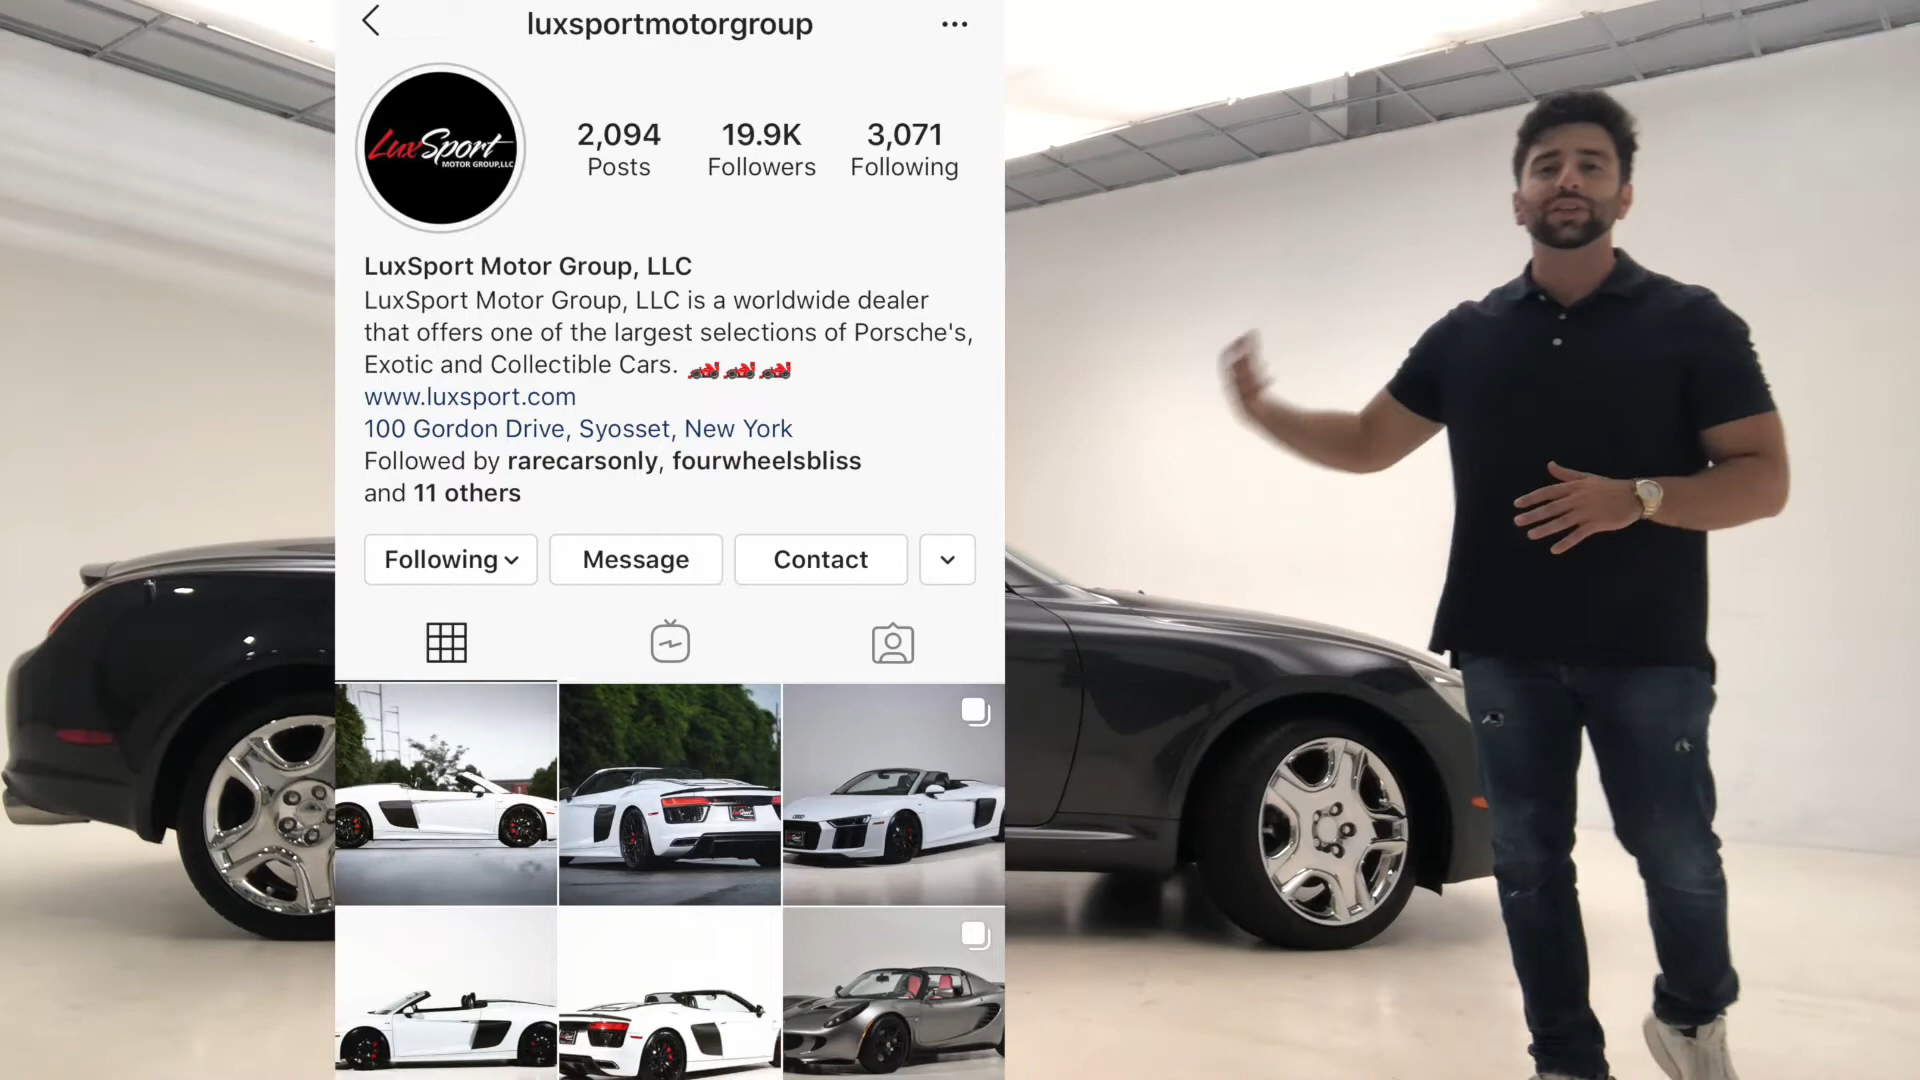 luxsportmotorgroup
LuxSport
MOTOR GROUP,LLC
2,094
Posts
19.9K
Followers
3,071
Following
LuxSport Motor Group, LLC
LuxSport Motor Group, LLC is a worldwide dealer
that offers one of the largest selections of Porsche's,
Exotic and Collectible Cars.
www.luxsport.com
100 Gordon Drive, Syosset, New York
Followed by rarecarsonly, fourwheelsbliss
and 11 others
Following
Message
Contact